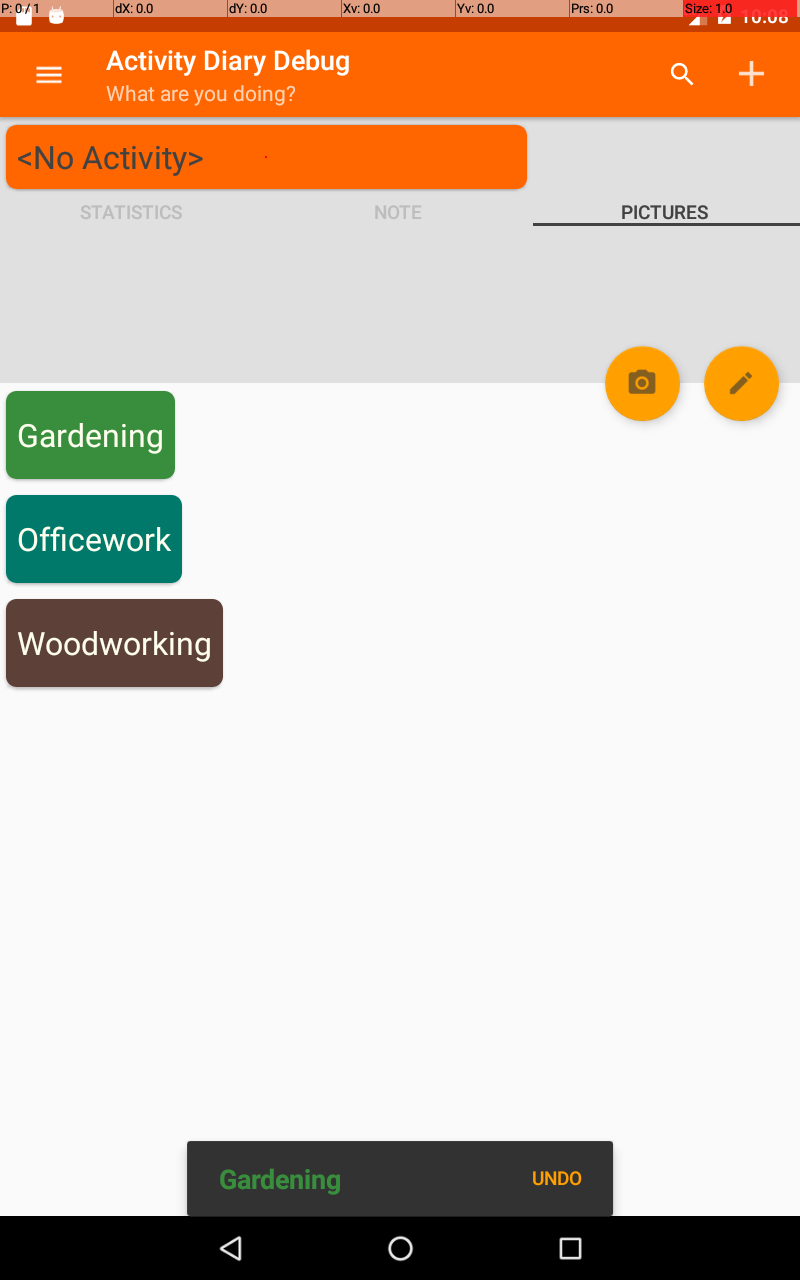 P: 0 / 1 dX: 0.0 dY: 0.0 Xv: 0.0 Yv: 0.0 Prs: 0.0 Size: 1.0
10:08
Activity Diary Debug
What are you doing?
<No Activity>
STATISTICS NOTE PICTURES
Gardening
Officework
Woodworking
Gardening UNDO